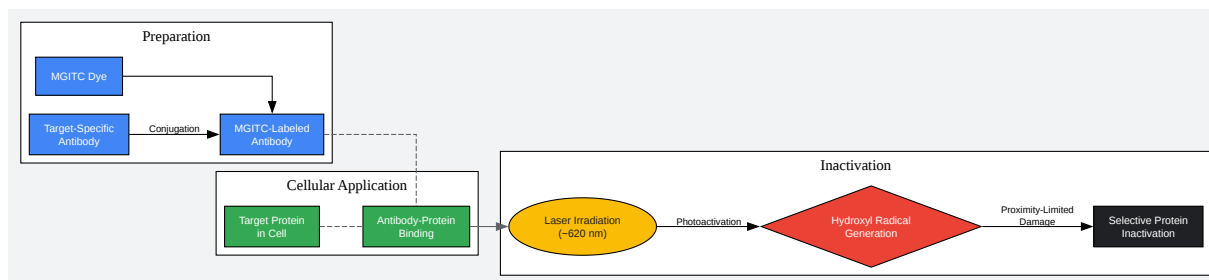 Preparation
MGITC Dye
Target-Specific
Antibody
Conjugation
MGITC-Labeled
Antibody
Cellular Application
Target Protein
in Cell
Antibody-Protein
Binding
Inactivation
Laser Irradiation
(~620 nm)
Photoactivation
Hydroxyl Radical
Generation
Proximity-Limited
Damage
Selective Protein
Inactivation